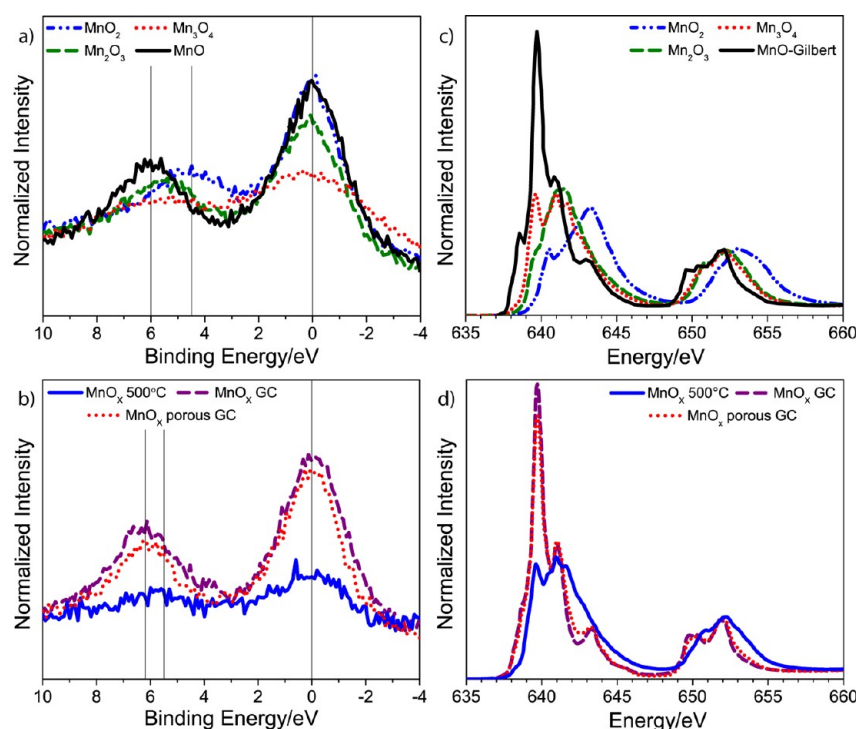 a)
MnO₂ Mn₃O₄
Mn₂O₃ MnO
Normalized Intensity
10 8 6 4 2 0 -2 -4
Binding Energy/eV
c)
MnO₂ Mn₃O₄
Mn₂O₃ MnO-Gilbert
Normalized Intensity
635 640 645 650 655 660
Energy/eV
b)
MnOₓ 500°C MnOₓ GC
MnOₓ porous GC
Normalized Intensity
10 8 6 4 2 0 -2 -4
Binding Energy/eV
d)
MnOₓ 500°C MnOₓ GC
MnOₓ porous GC
Normalized Intensity
635 640 645 650 655 660
Energy/eV